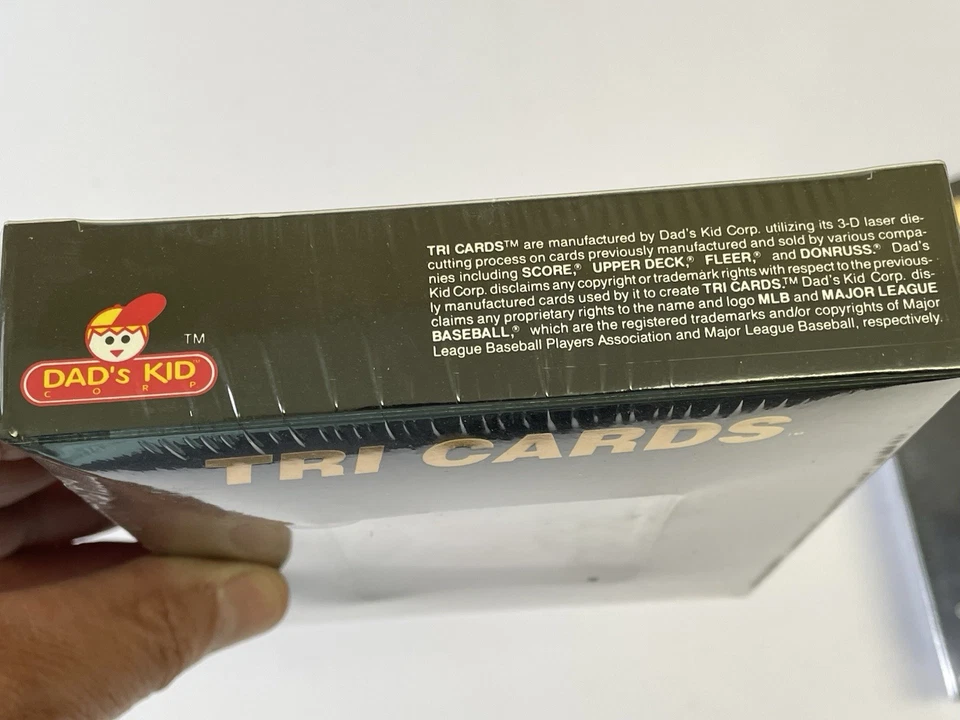 TRI CARDS™ are manufactured by Dad's Kid Corp. utilizing its 3-D laser die-
cutting process on cards previously manufactured and sold by various compa-
nies including SCORE,® UPPER DECK,® FLEER,® and DONRUSS.® Dad's
Kid Corp. disclaims any copyright or trademark rights with respect to the previous-
ly manufactured cards used by it to create TRI CARDS.™ Dad's Kid Corp. dis-
claims any proprietary rights to the name and logo MLB and MAJOR LEAGUE
BASEBALL,® which are the registered trademarks and/or copyrights of Major
League Baseball Players Association and Major League Baseball, respectively.
TM
DAD's KID™
CORP
TRI CARDS™